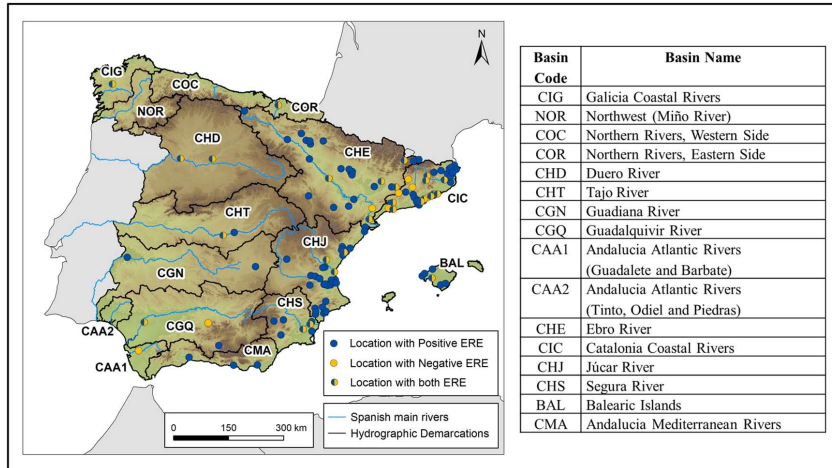 N
CIG
COC
COR
NOR
CHD
CHE
CIC
CHT
CHJ
BAL
CGN
CHS
CGQ
CAA2
CMA
CAA1
Location with Positive ERE
Location with Negative ERE
Location with both ERE
Spanish main rivers
Hydrographic Demarcations
0 150 300 km
Basin Code Basin Name
CIG Galicia Coastal Rivers
NOR Northwest (Miño River)
COC Northern Rivers, Western Side
COR Northern Rivers, Eastern Side
CHD Duero River
CHT Tajo River
CGN Guadiana River
CGQ Guadalquivir River
CAA1 Andalucia Atlantic Rivers
(Guadalete and Barbate)
CAA2 Andalucia Atlantic Rivers
(Tinto, Odiel and Piedras)
CHE Ebro River
CIC Catalonia Coastal Rivers
CHJ Júcar River
CHS Segura River
BAL Balearic Islands
CMA Andalucia Mediterranean Rivers